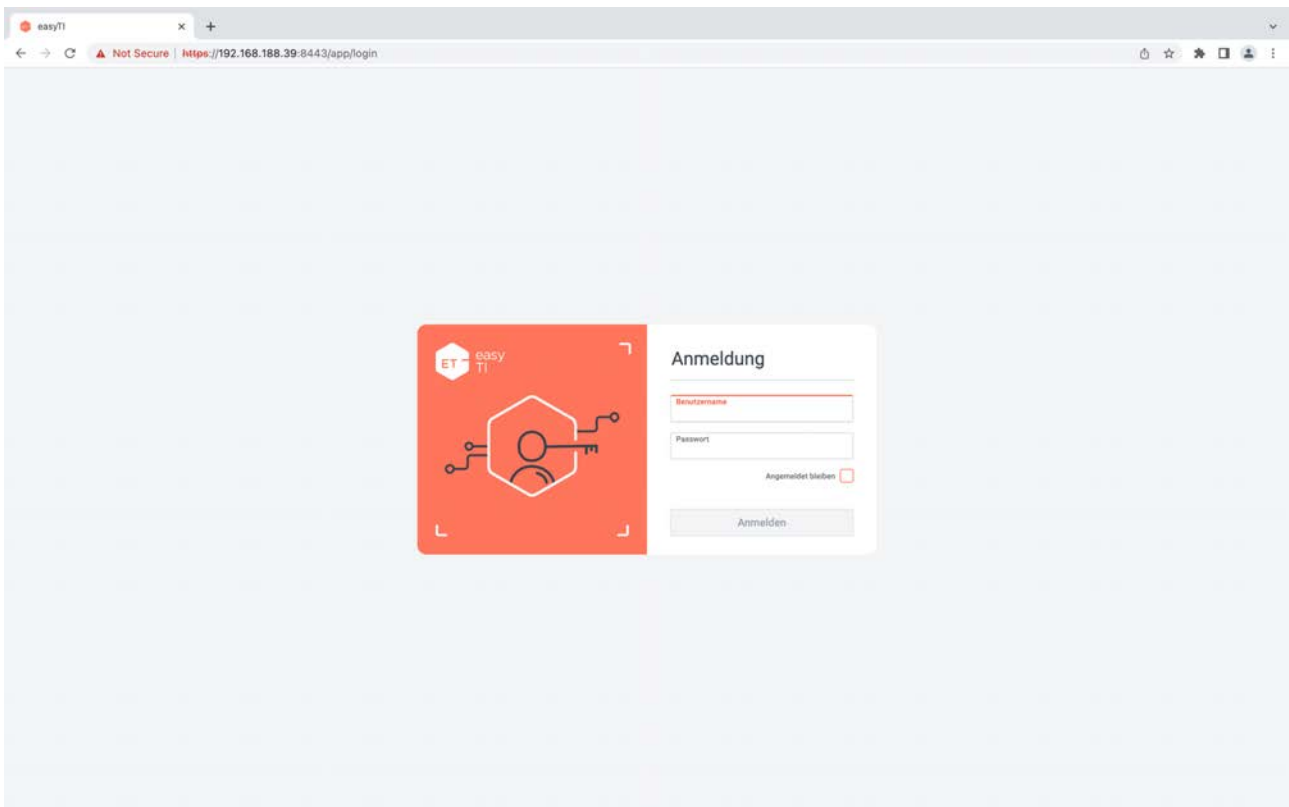 easyTI
Not Secure | https://192.168.188.39:8443/app/login
ET easy
TI
Anmeldung
Benutzername
Passwort
Angemeldet bleiben
Anmelden